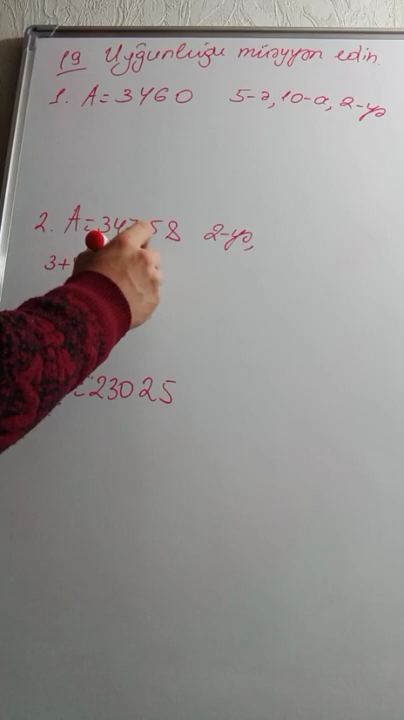 19 Uyğunluğu müəyyən edin.
1. A=3460 5-ə, 10-a, 2-yə
2. A=34 58 2-yə,
3+
=23025